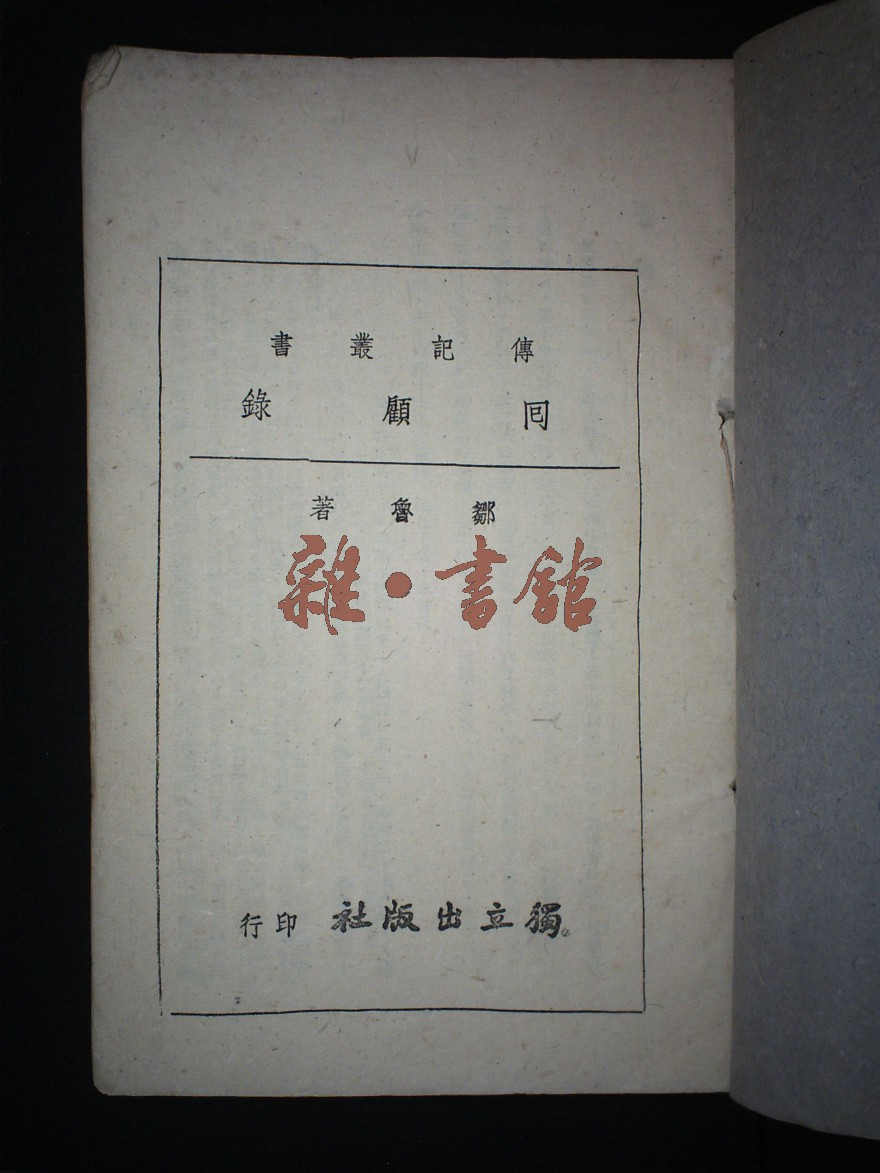 傳記叢書
囘顧錄
鄒魯著
雜·書館
獨立出版社印行